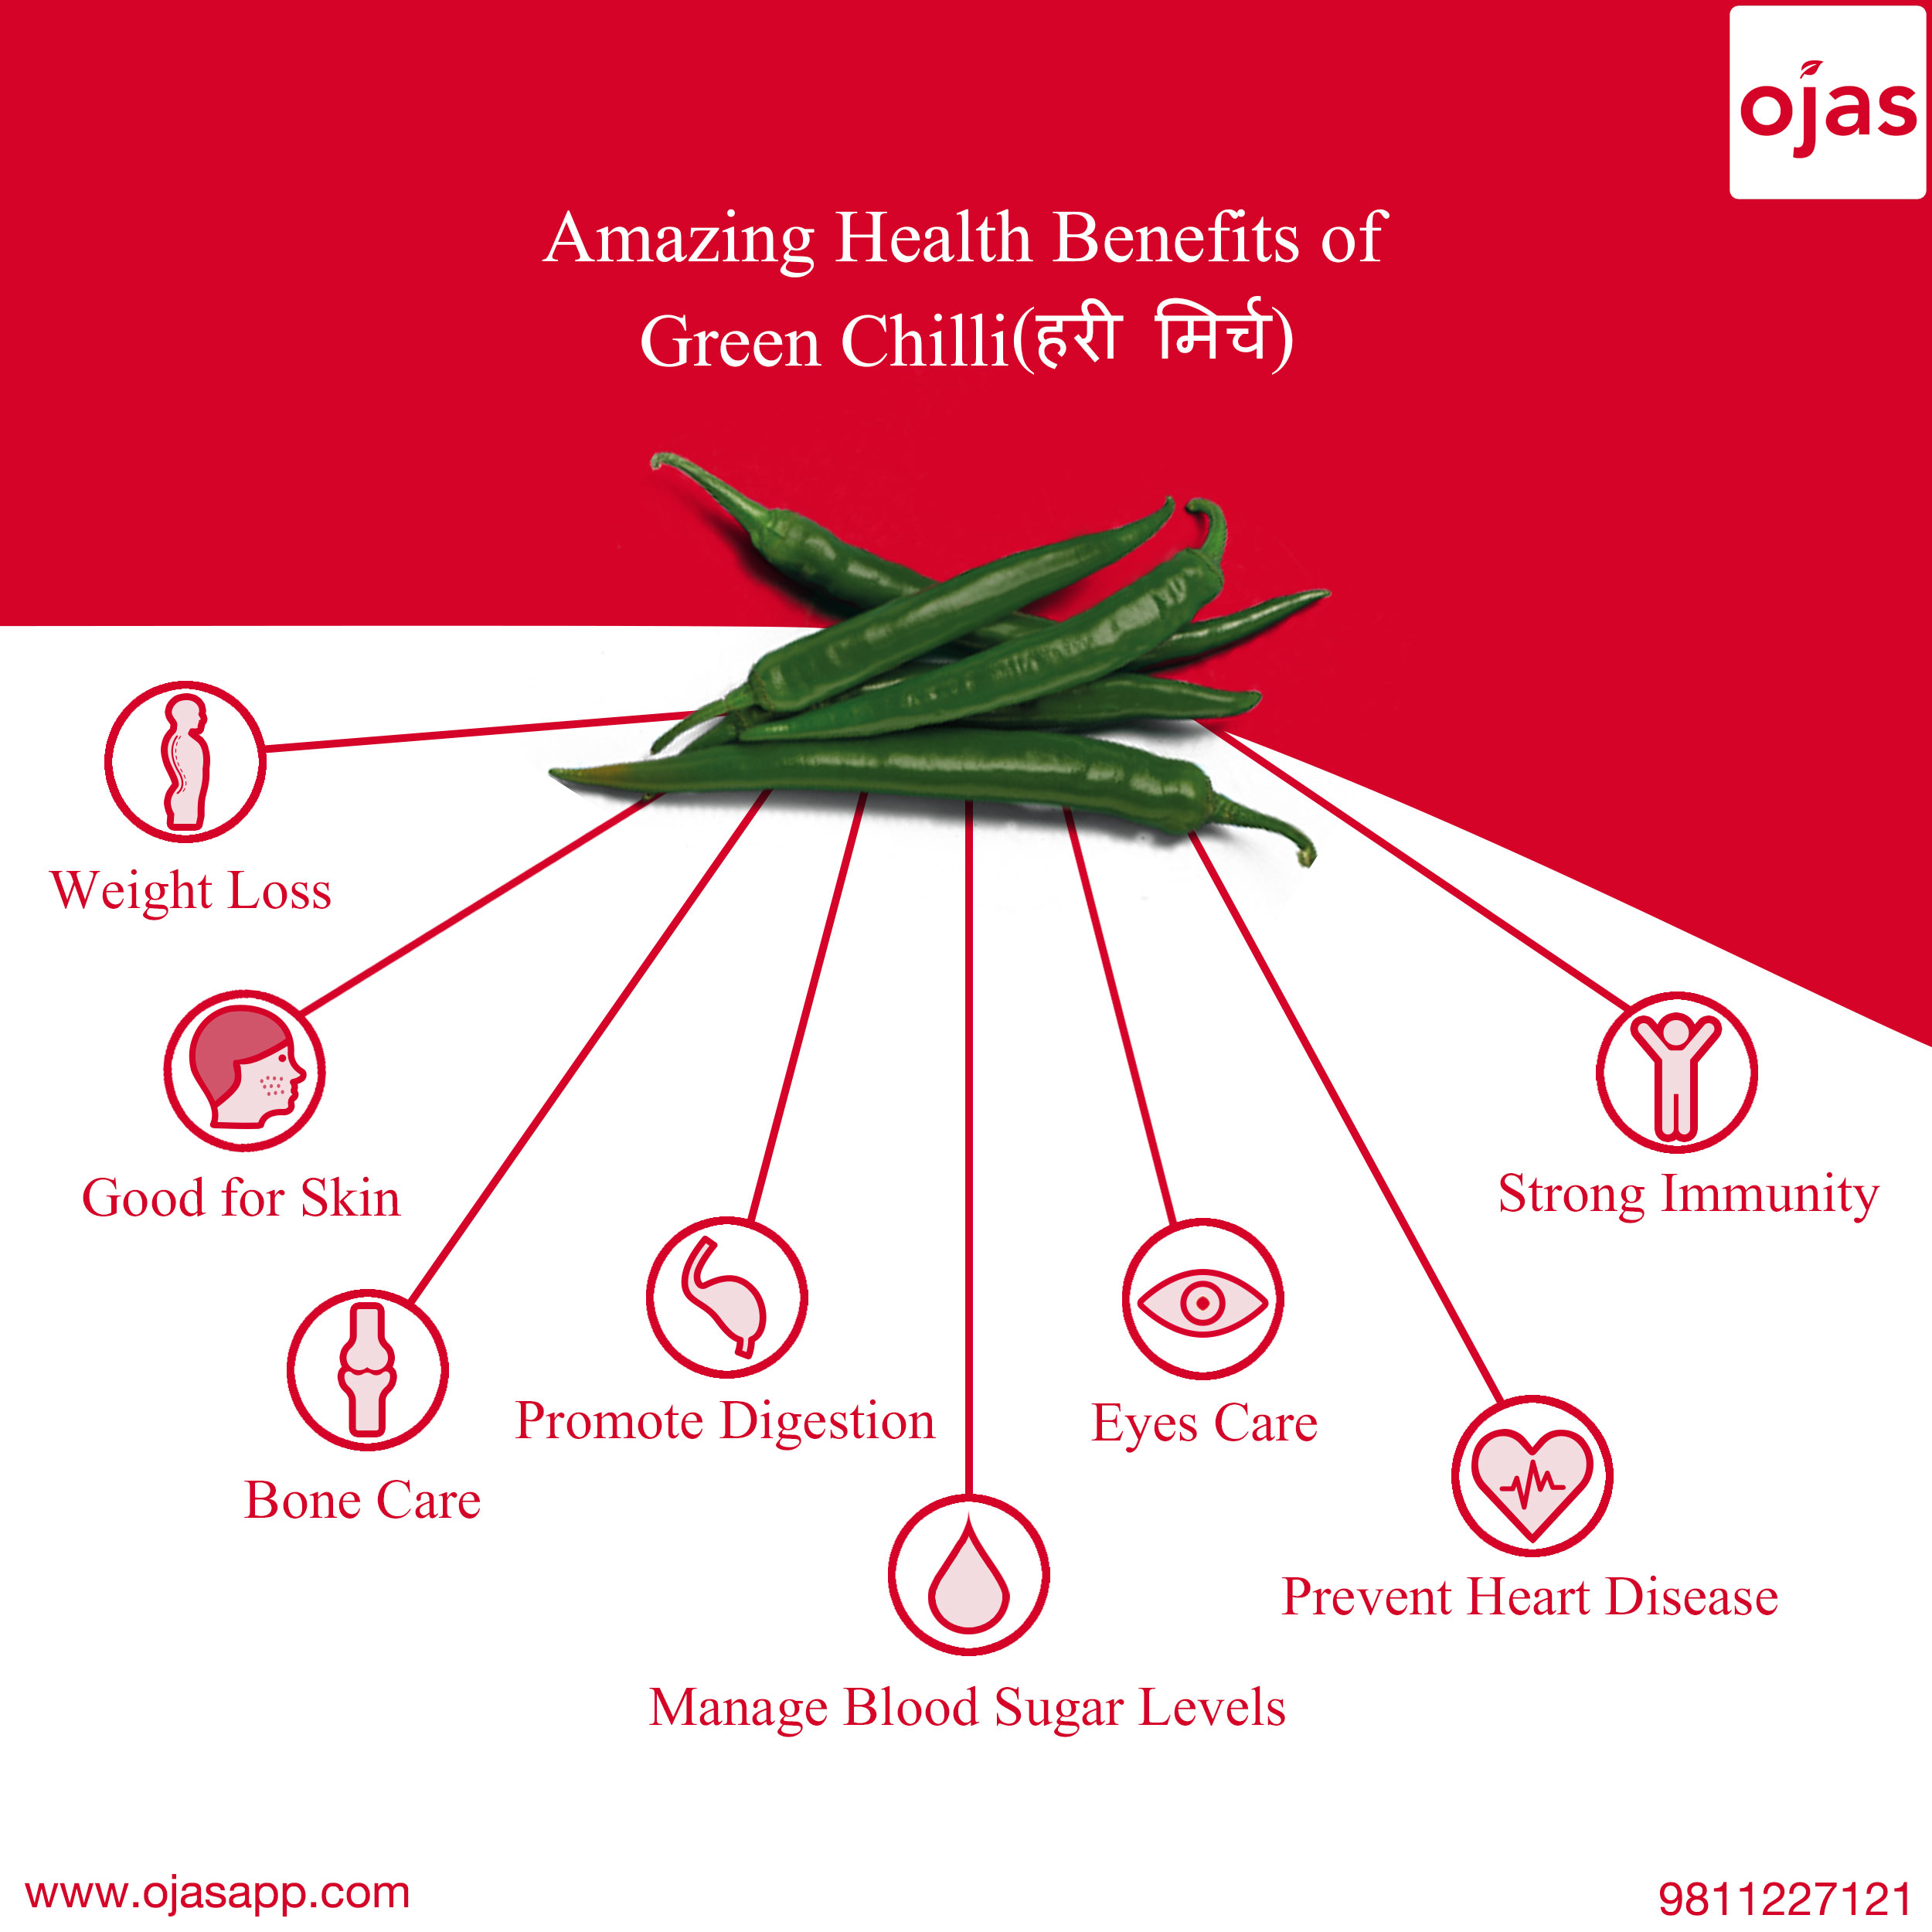 ojas
Amazing Health Benefits of
Green Chilli(हरी मिर्च)
Weight Loss
Good for Skin
Strong Immunity
Promote Digestion
Eyes Care
Bone Care
Prevent Heart Disease
Manage Blood Sugar Levels
www.ojasapp.com
9811227121